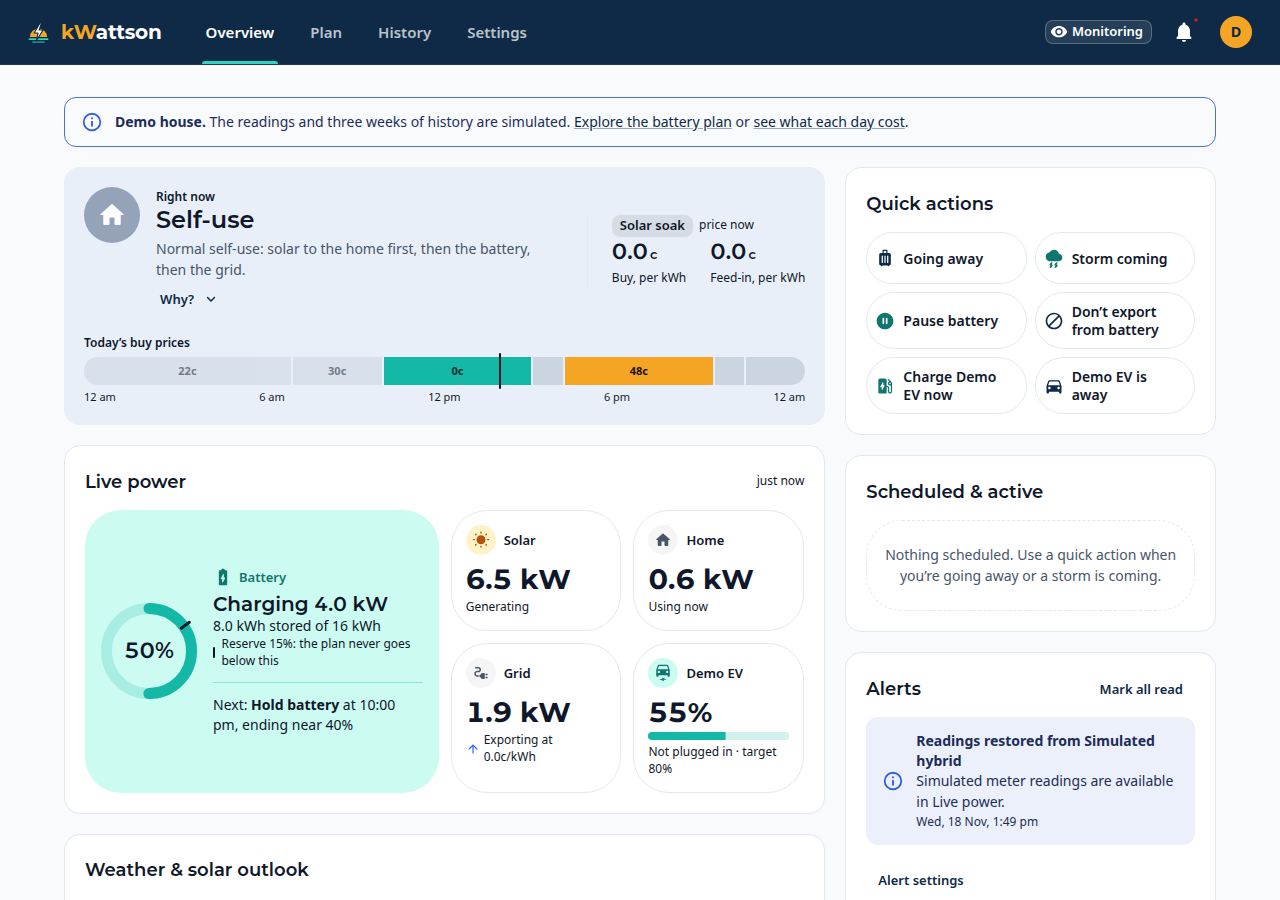 kWattson
Overview
Plan
History
Settings
Monitoring
D
Demo house. The readings and three weeks of history are simulated. Explore the battery plan or see what each day cost.
Right now
Self-use
Normal self-use: solar to the home first, then the battery,
then the grid.
Why?
Solar soak price now
0.0 c
Buy, per kWh
0.0 c
Feed-in, per kWh
Today’s buy prices
22c
30c
0c
48c
12 am
6 am
12 pm
6 pm
12 am
Quick actions
Going away
Storm coming
Pause battery
Don’t export
from battery
Charge Demo
EV now
Demo EV is
away
Live power
just now
50%
Battery
Charging 4.0 kW
8.0 kWh stored of 16 kWh
Reserve 15%: the plan never goes
below this
Next: Hold battery at 10:00
pm, ending near 40%
Solar
6.5 kW
Generating
Home
0.6 kW
Using now
Grid
1.9 kW
Exporting at
0.0c/kWh
Demo EV
55%
Not plugged in · target
80%
Scheduled & active
Nothing scheduled. Use a quick action when
you’re going away or a storm is coming.
Alerts
Mark all read
Readings restored from Simulated
hybrid
Simulated meter readings are available
in Live power.
Wed, 18 Nov, 1:49 pm
Alert settings
Weather & solar outlook